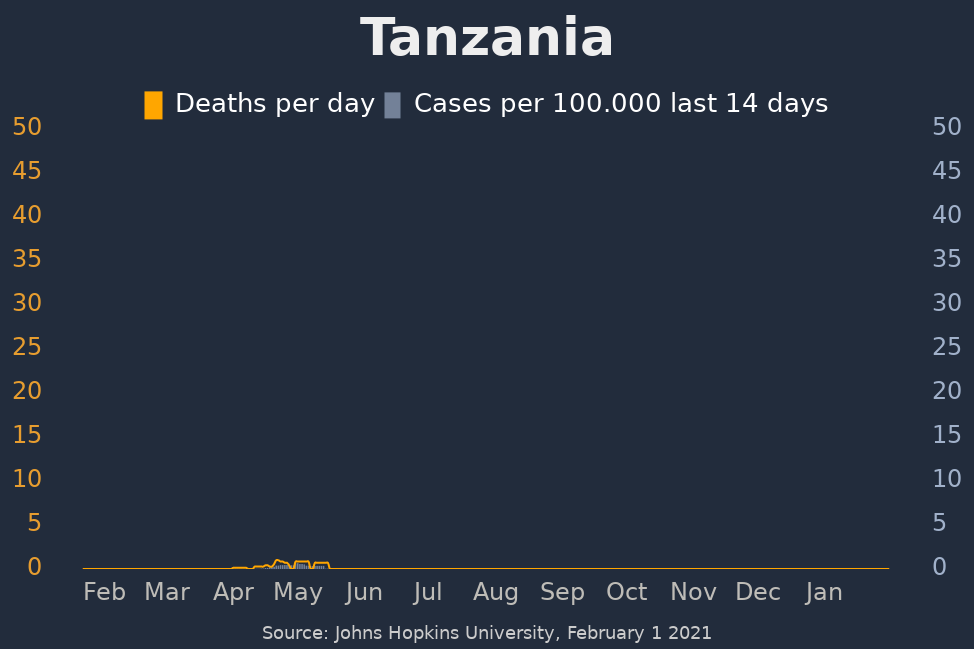 Tanzania
Deaths per day Cases per 100.000 last 14 days
50 50
45 45
40 40
35 35
30 30
25 25
20 20
15 15
10 10
5 5
0 0
Feb Mar Apr May Jun Jul Aug Sep Oct Nov Dec Jan
Source: Johns Hopkins University, February 1 2021